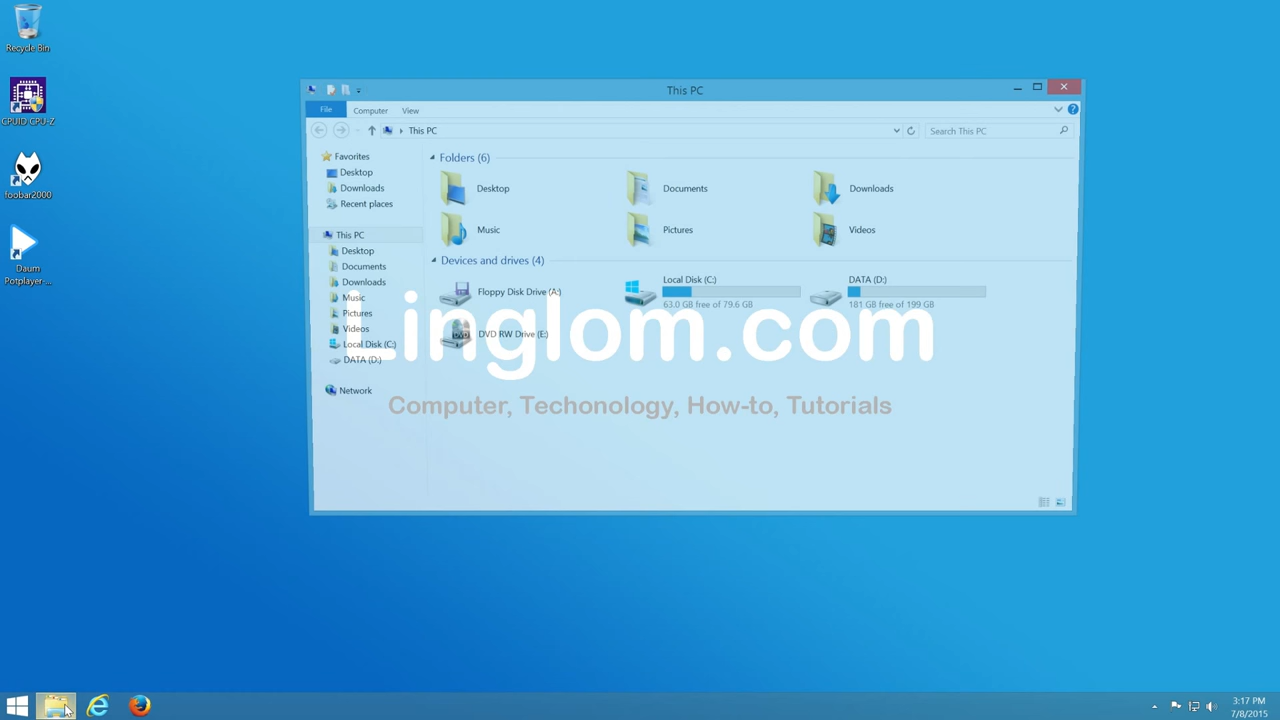 Recycle Bin
CPUID CPU-Z
foobar2000
Daum
Potplayer-...
This PC
File
Computer
View
This PC
Search This PC
Favorites
Desktop
Downloads
Recent places
This PC
Desktop
Documents
Downloads
Music
Pictures
Videos
Local Disk (C:)
DATA (D:)
Network
Folders (6)
Desktop
Documents
Downloads
Music
Pictures
Videos
Devices and drives (4)
Floppy Disk Drive (A:)
Local Disk (C:)
63.0 GB free of 79.6 GB
DATA (D:)
181 GB free of 199 GB
DVD
DVD RW Drive (E:)
Linglom.com
Computer, Techonology, How-to, Tutorials
3:17 PM
7/8/2015